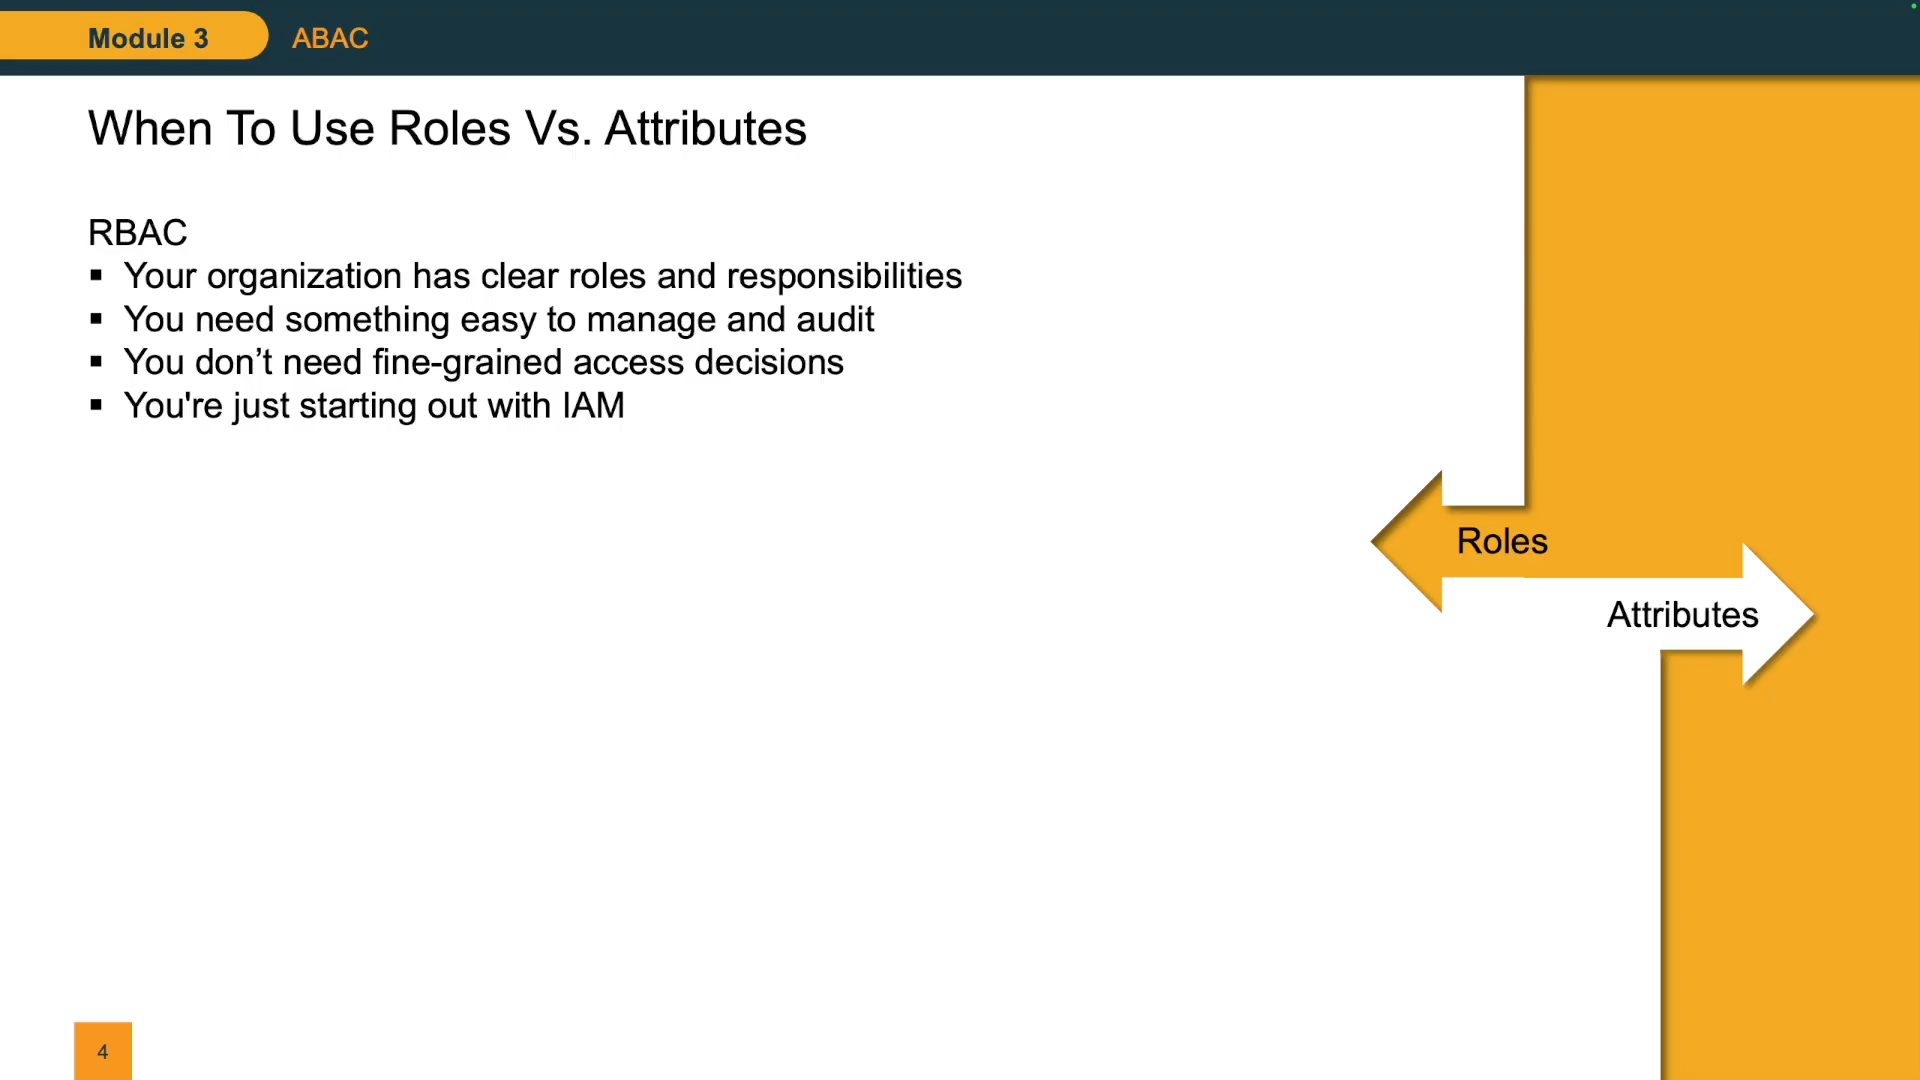 Module 3
ABAC
When To Use Roles Vs. Attributes
RBAC
▪ Your organization has clear roles and responsibilities
▪ You need something easy to manage and audit
▪ You don’t need fine-grained access decisions
▪ You're just starting out with IAM
Roles
Attributes
4